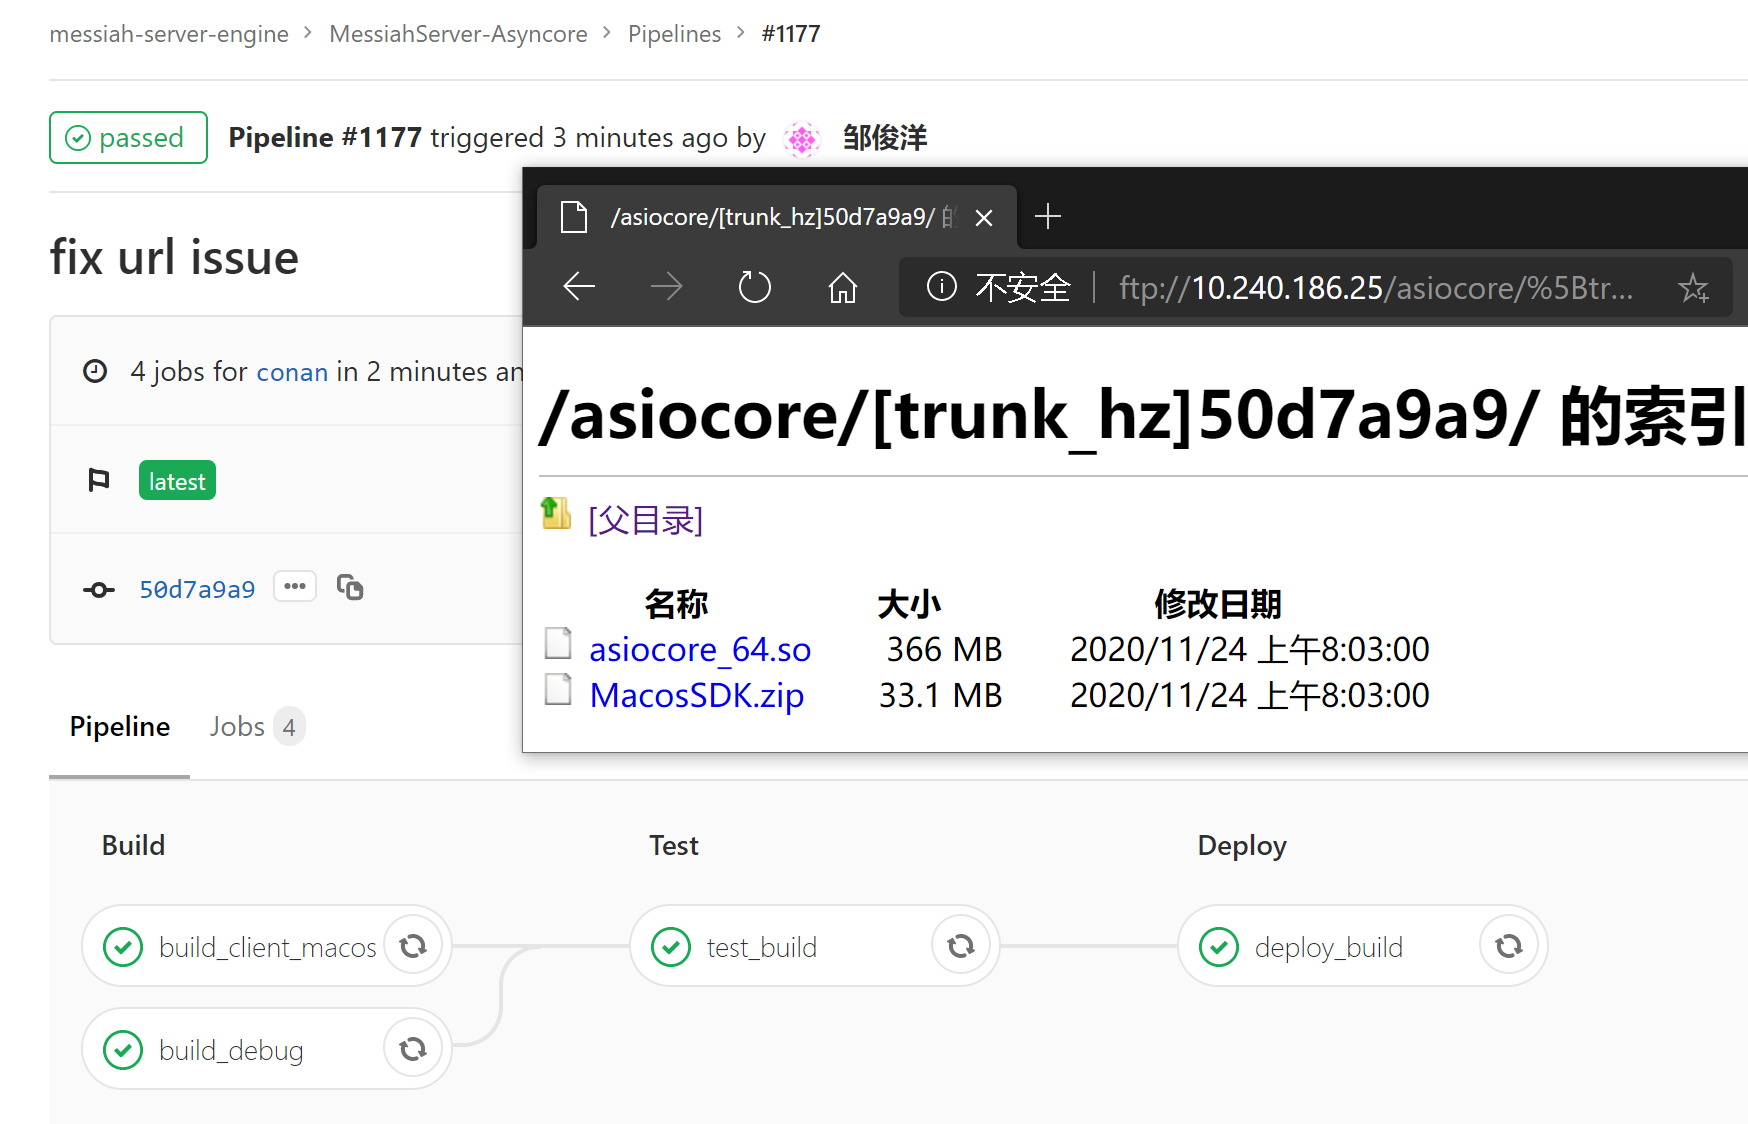 messiah-server-engine > MessiahServer-Asyncore > Pipelines > #1177
passed Pipeline #1177 triggered 3 minutes ago by 邹俊洋
fix url issue
4 jobs for conan in 2 minutes an
latest
50d7a9a9
/asiocore/[trunk_hz]50d7a9a9/ 的
不安全 ftp://10.240.186.25/asiocore/%5Btr...
/asiocore/[trunk_hz]50d7a9a9/ 的索引
[父目录]
名称 大小 修改日期
asiocore_64.so 366 MB 2020/11/24 上午8:03:00
MacosSDK.zip 33.1 MB 2020/11/24 上午8:03:00
Pipeline Jobs 4
Build Test Deploy
build_client_macos test_build deploy_build
build_debug